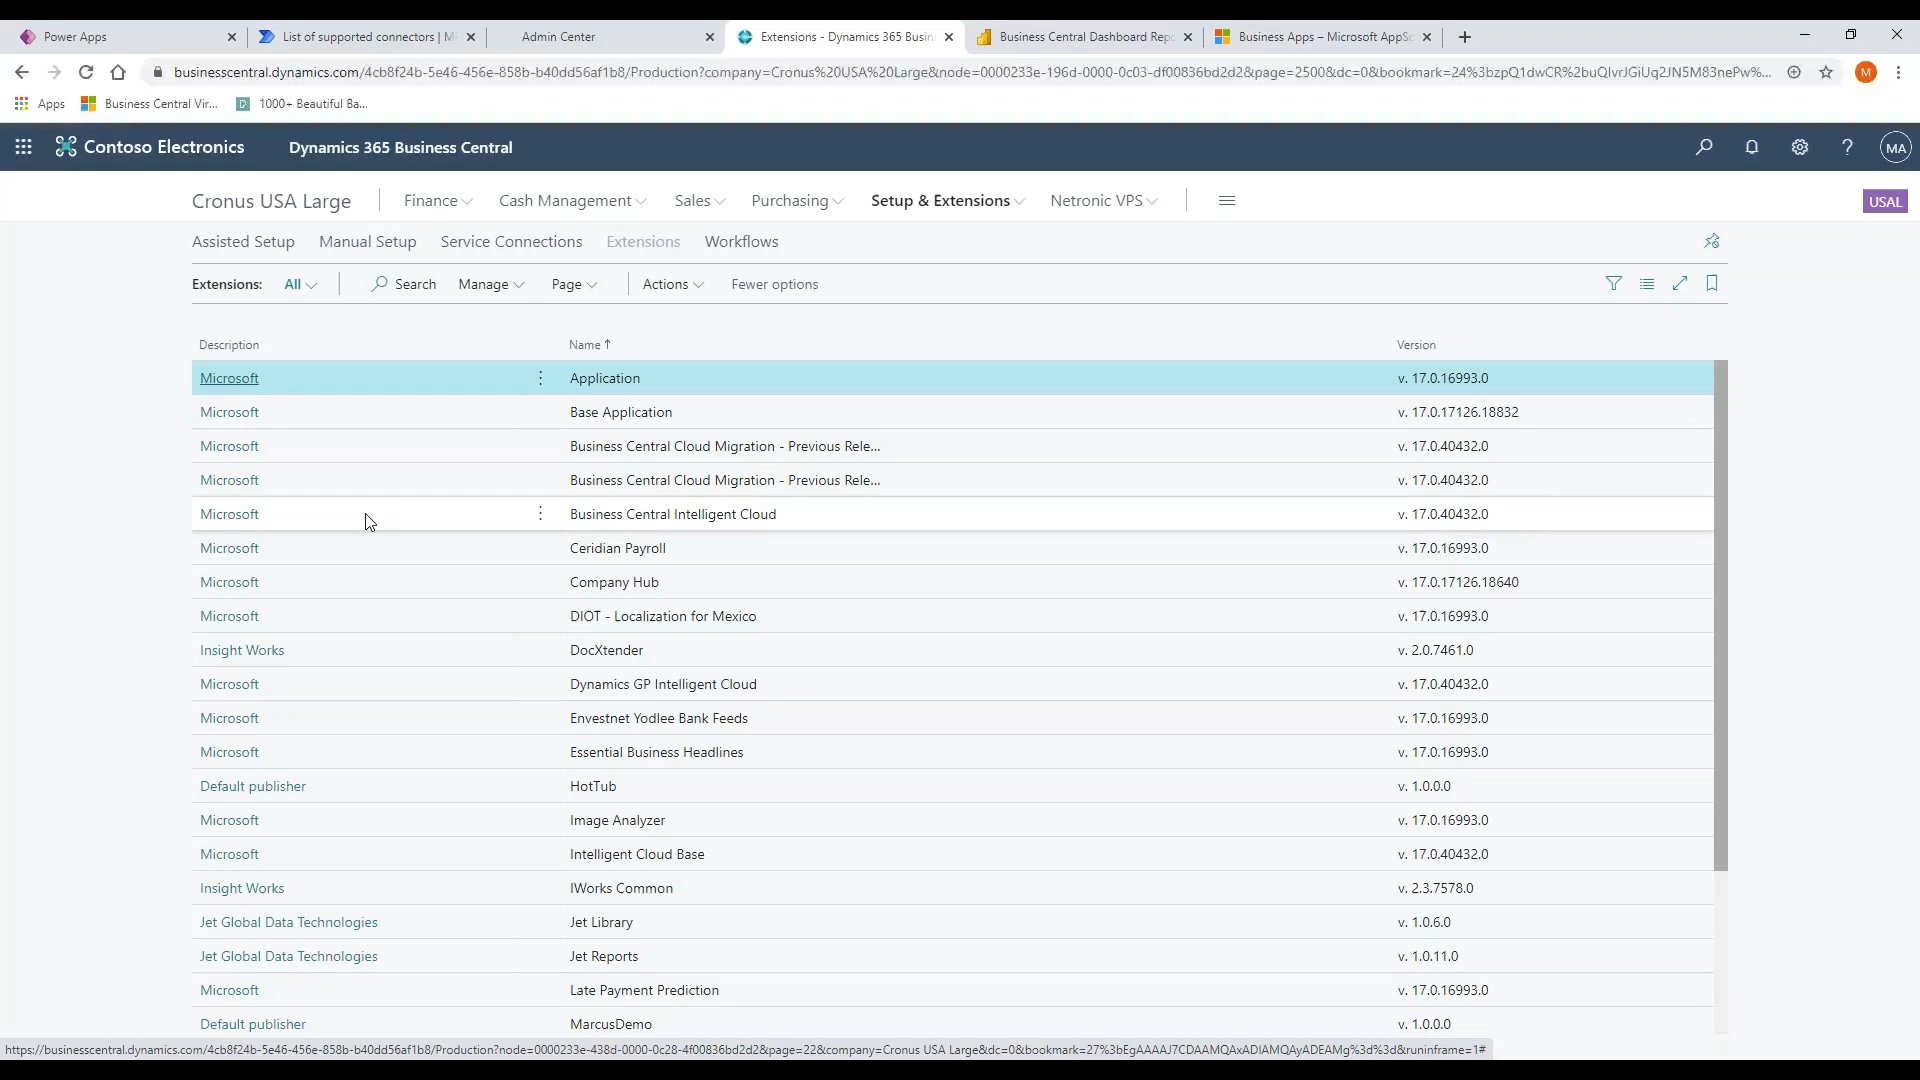 Power Apps
List of supported connectors | Mi
Admin Center
Extensions - Dynamics 365 Busin
Business Central Dashboard Repo
Business Apps – Microsoft AppSo
businesscentral.dynamics.com/4cb8f24b-5e46-456e-858b-b40dd56af1b8/Production?company=Cronus%20USA%20Large&node=0000233e-196d-0000-0c03-df00836bd2d2&page=2500&dc=0&bookmark=24%3bzpQ1dwCR%2buQlvrJGiUq2JN5M83nePw%...
M
Apps
Business Central Vir...
D
1000+ Beautiful Ba...
Contoso Electronics
Dynamics 365 Business Central
MA
Cronus USA Large
Finance
Cash Management
Sales
Purchasing
Setup & Extensions
Netronic VPS
USAL
Assisted Setup
Manual Setup
Service Connections
Extensions
Workflows
Extensions:
All
Search
Manage
Page
Actions
Fewer options
Description Name ↑ Version
Microsoft Application v. 17.0.16993.0
Microsoft Base Application v. 17.0.17126.18832
Microsoft Business Central Cloud Migration - Previous Rele... v. 17.0.40432.0
Microsoft Business Central Cloud Migration - Previous Rele... v. 17.0.40432.0
Microsoft Business Central Intelligent Cloud v. 17.0.40432.0
Microsoft Ceridian Payroll v. 17.0.16993.0
Microsoft Company Hub v. 17.0.17126.18640
Microsoft DIOT - Localization for Mexico v. 17.0.16993.0
Insight Works DocXtender v. 2.0.7461.0
Microsoft Dynamics GP Intelligent Cloud v. 17.0.40432.0
Microsoft Envestnet Yodlee Bank Feeds v. 17.0.16993.0
Microsoft Essential Business Headlines v. 17.0.16993.0
Default publisher HotTub v. 1.0.0.0
Microsoft Image Analyzer v. 17.0.16993.0
Microsoft Intelligent Cloud Base v. 17.0.40432.0
Insight Works IWorks Common v. 2.3.7578.0
Jet Global Data Technologies Jet Library v. 1.0.6.0
Jet Global Data Technologies Jet Reports v. 1.0.11.0
Microsoft Late Payment Prediction v. 17.0.16993.0
Default publisher MarcusDemo v. 1.0.0.0
https://businesscentral.dynamics.com/4cb8f24b-5e46-456e-858b-b40dd56af1b8/Production?node=0000233e-438d-0000-0c28-4f00836bd2d2&page=22&company=Cronus USA Large&dc=0&bookmark=27%3bEgAAAAJ7CDAAMQAxADIAMQAyADEAMg%3d%3d&runinframe=1#